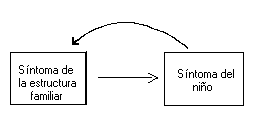 Síntoma de
la estructura
familiar
Síntoma del
niño